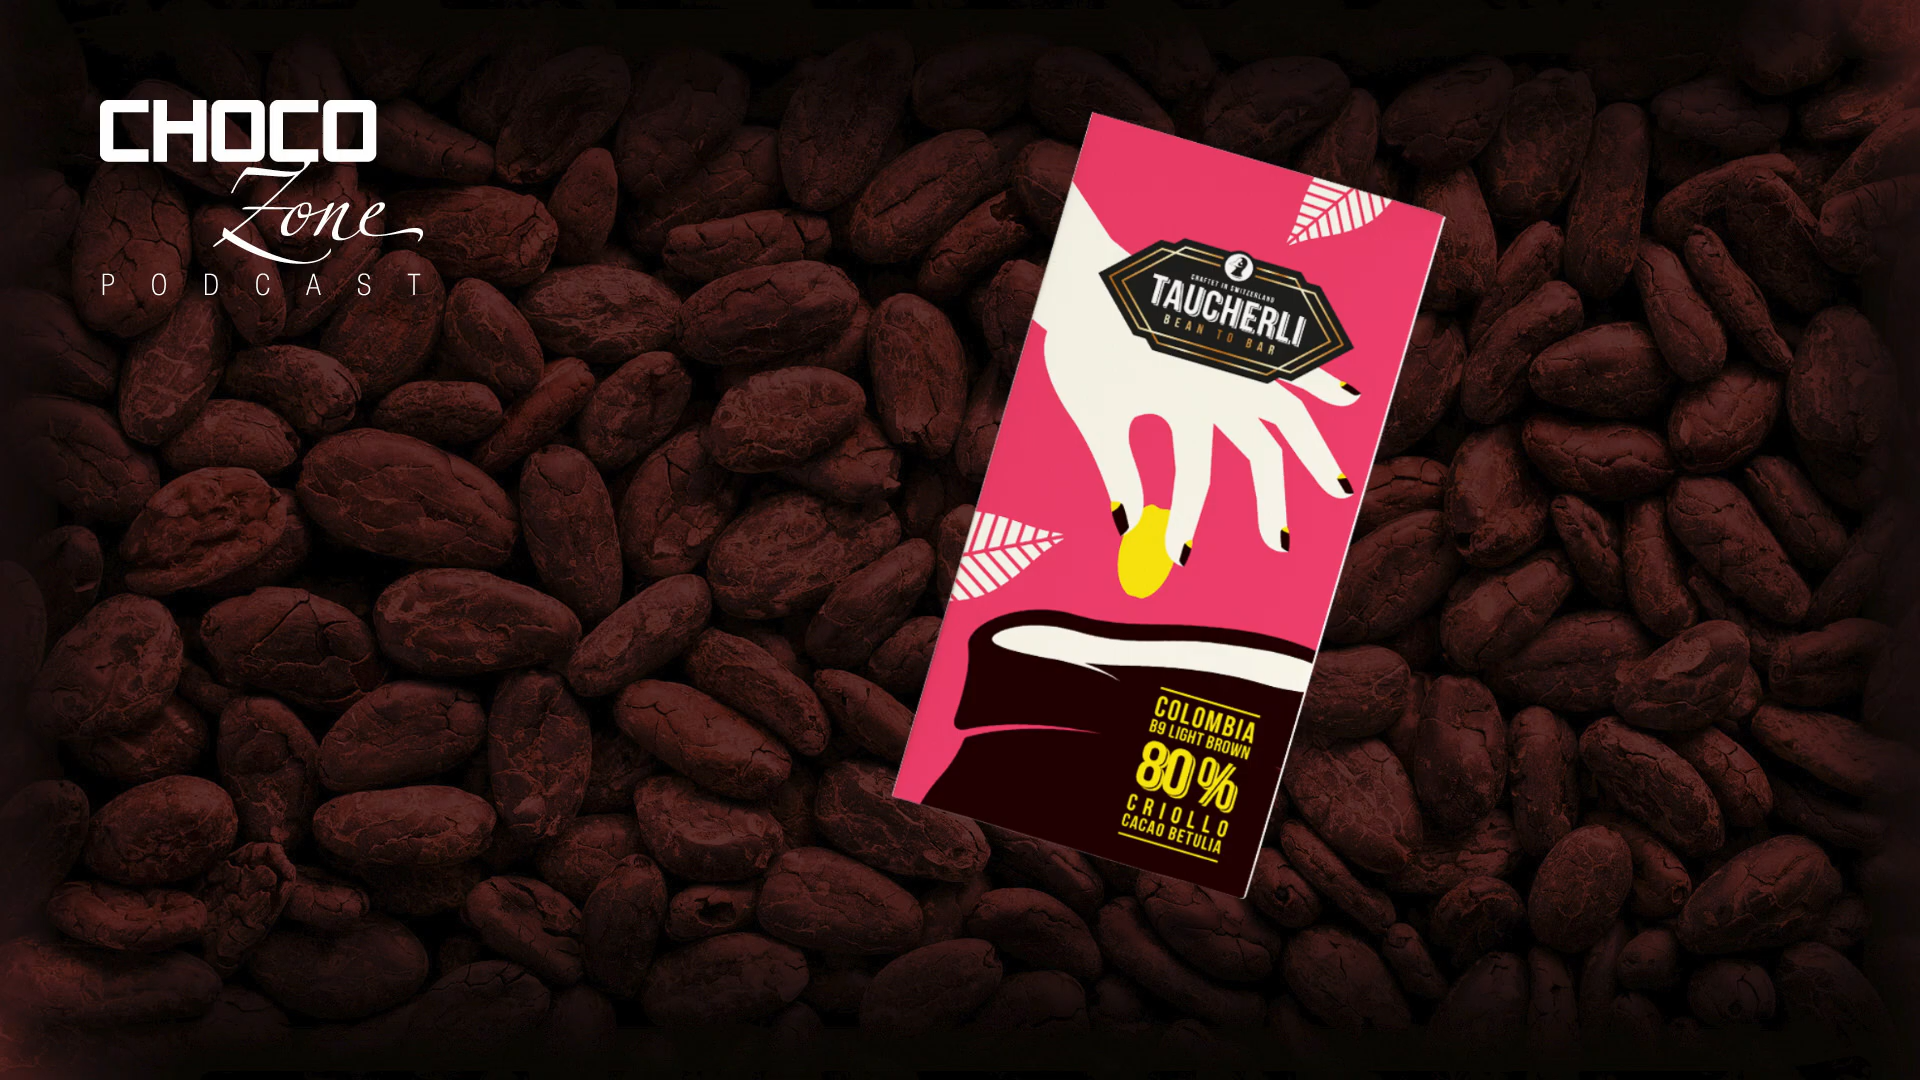 CHOCO
Zone
PODCAST
CRAFTET IN SWITZERLAND
TAUCHERLI
BEAN TO BAR
COLOMBIA
B9 LIGHT BROWN
80%
CRIOLLO
CACAO BETULIA